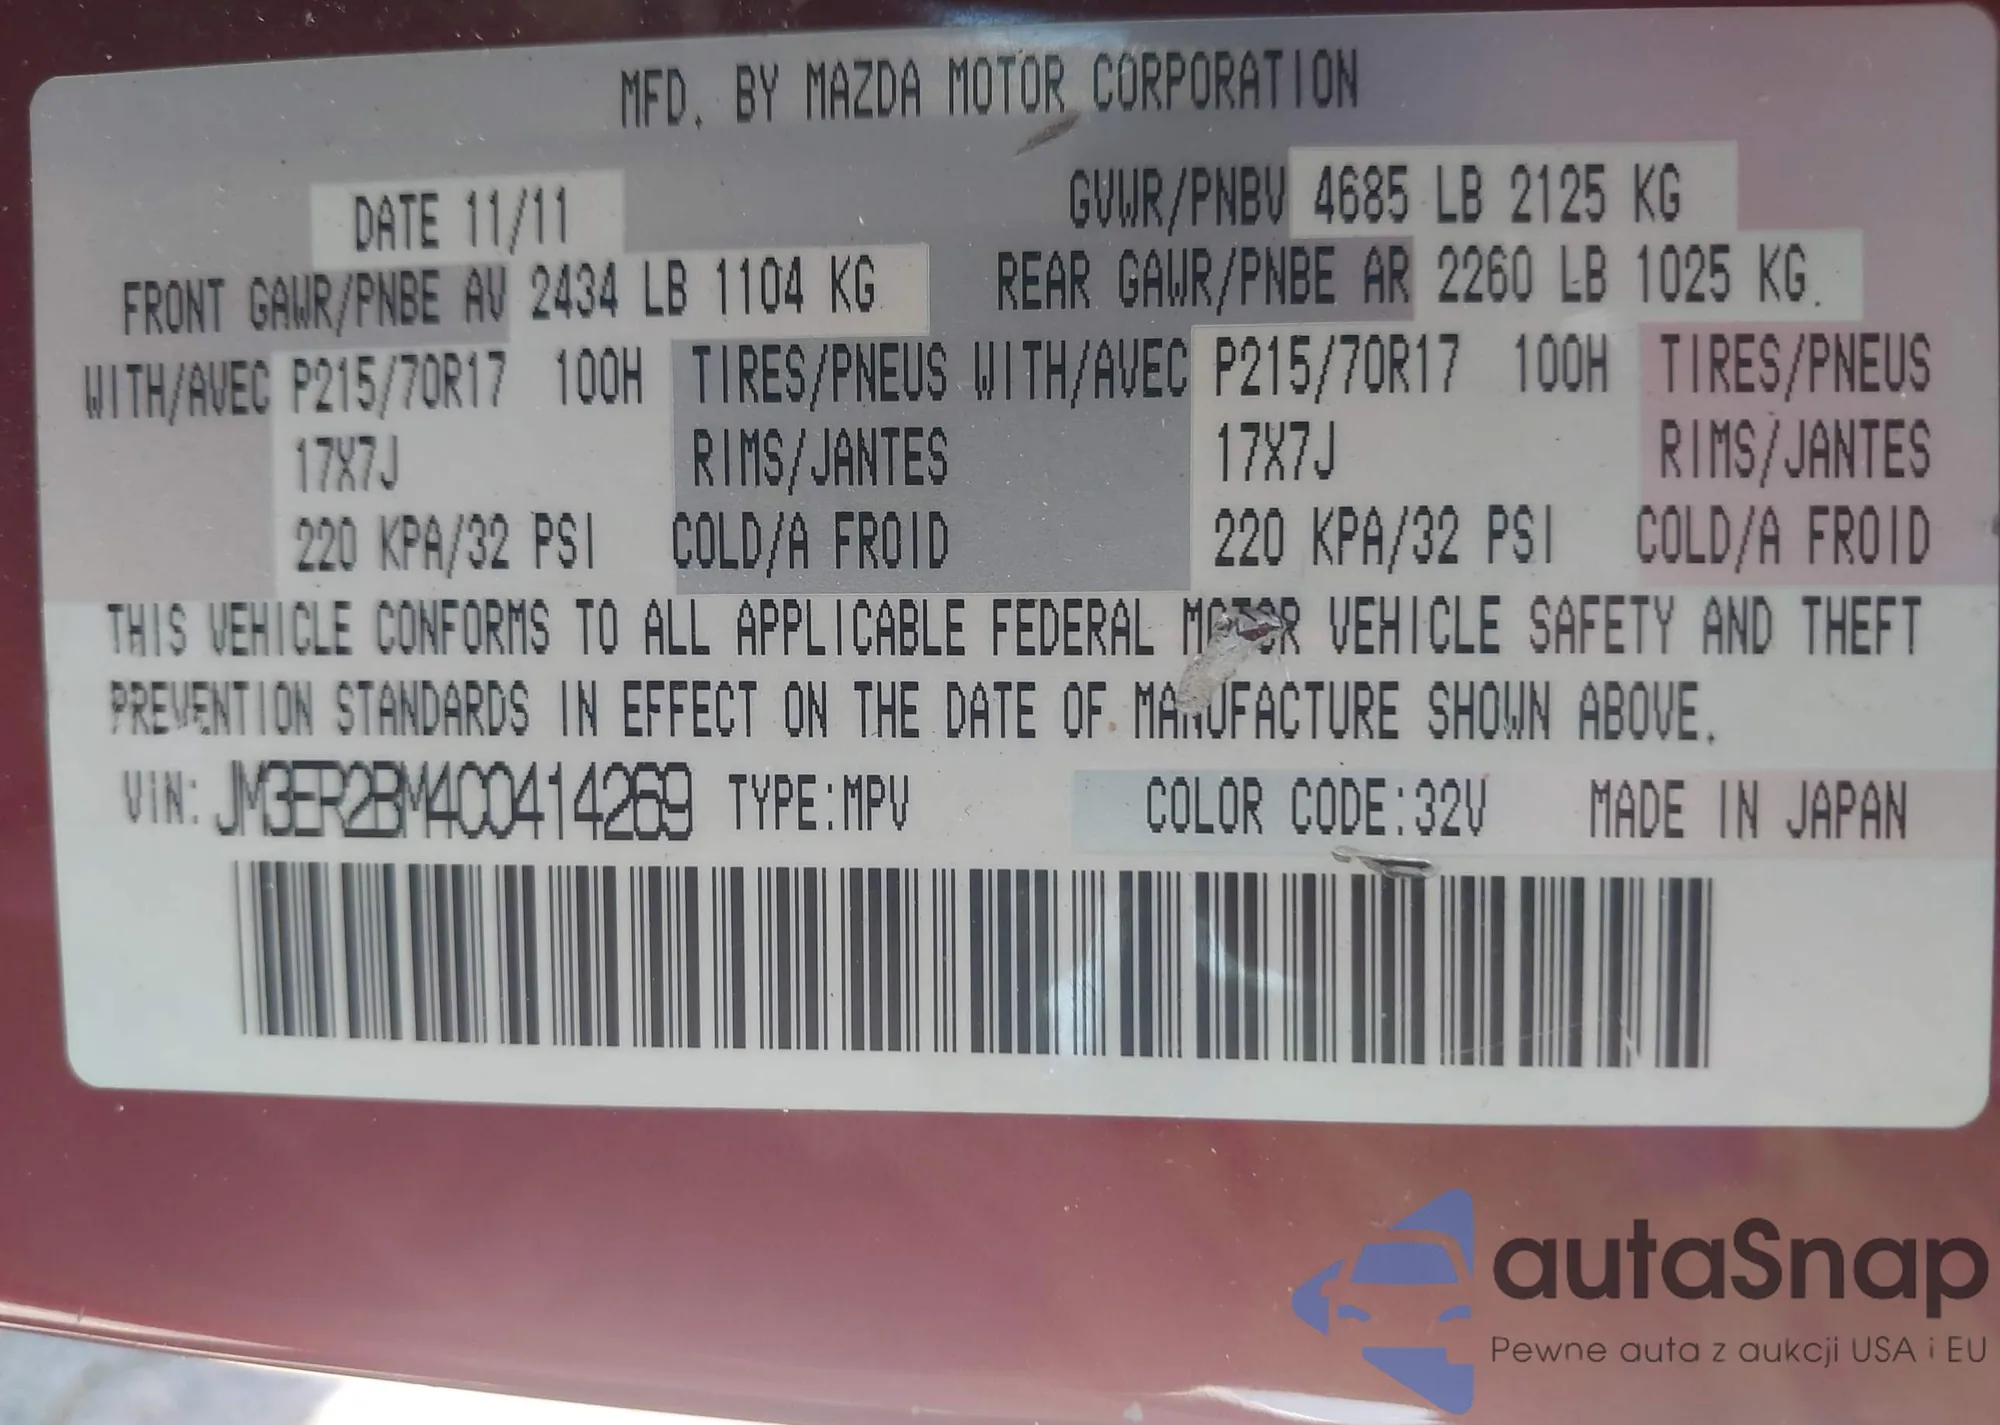 MFD. BY MAZDA MOTOR CORPORATION
DATE 11/11 GVWR/PNBV 4685 LB 2125 KG
FRONT GAWR/PNBE AV 2434 LB 1104 KG REAR GAWR/PNBE AR 2260 LB 1025 KG.
WITH/AVEC P215/70R17 100H TIRES/PNEUS WITH/AVEC P215/70R17 100H TIRES/PNEUS
17X7J RIMS/JANTES 17X7J RIMS/JANTES
220 KPA/32 PSI COLD/A FROID 220 KPA/32 PSI COLD/A FROID
THIS VEHICLE CONFORMS TO ALL APPLICABLE FEDERAL MOTOR VEHICLE SAFETY AND THEFT
PREVENTION STANDARDS IN EFFECT ON THE DATE OF MANUFACTURE SHOWN ABOVE.
VIN: JM3ER2BM4C0414269 TYPE:MPV COLOR CODE:32V MADE IN JAPAN
autaSnap
Pewne auta z aukcji USA i EU